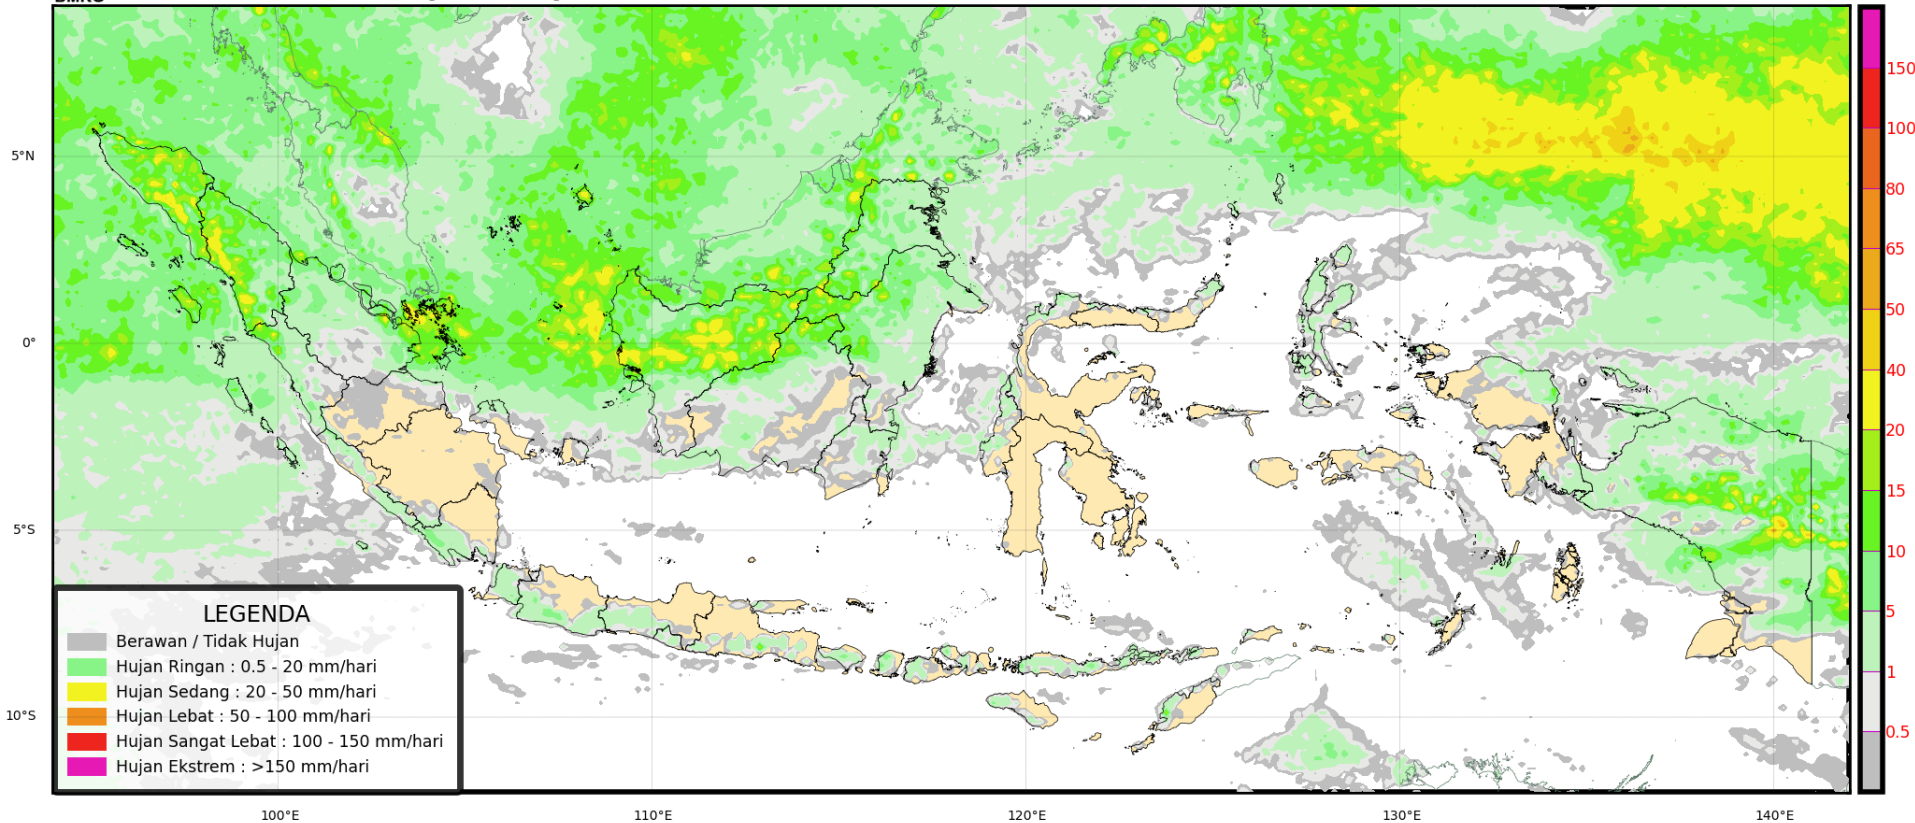 5°N
0°
5°S
10°S
100°E
110°E
120°E
130°E
140°E
LEGENDA
Berawan / Tidak Hujan
Hujan Ringan : 0.5 - 20 mm/hari
Hujan Sedang : 20 - 50 mm/hari
Hujan Lebat : 50 - 100 mm/hari
Hujan Sangat Lebat : 100 - 150 mm/hari
Hujan Ekstrem : >150 mm/hari
150
100
80
65
50
40
20
15
10
5
1
0.5